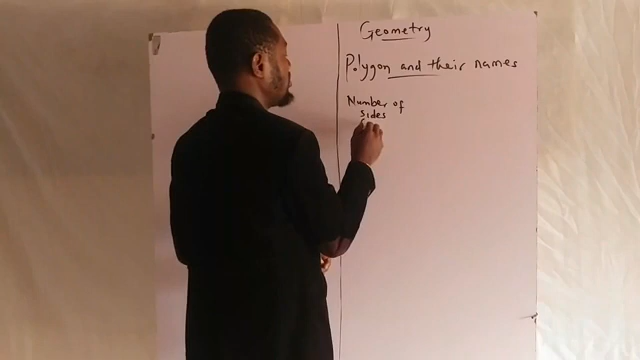 Geometry
Polygon and their names
Number of
sides